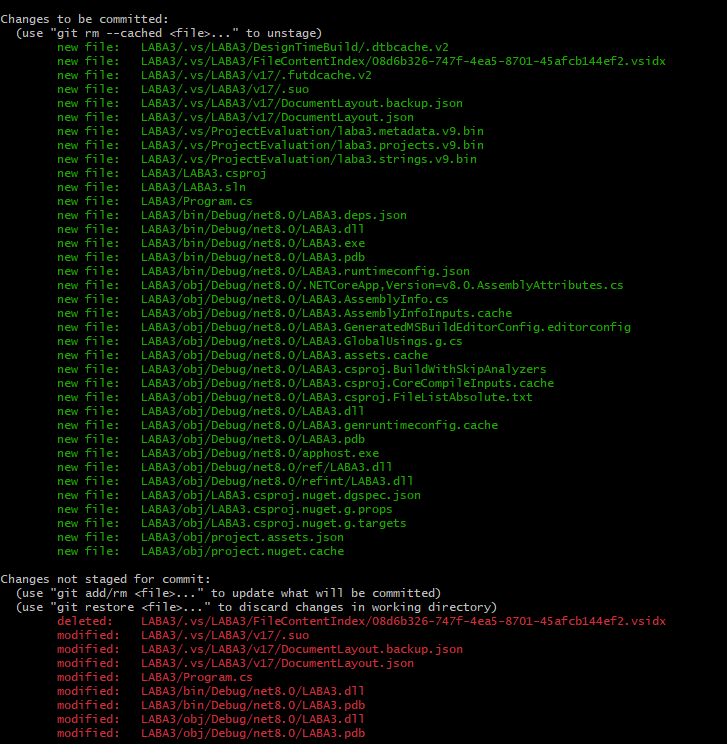 Changes to be committed:
  (use "git rm --cached <file>..." to unstage)
        new file:   LABA3/.vs/LABA3/DesignTimeBuild/.dtbcache.v2
        new file:   LABA3/.vs/LABA3/FileContentIndex/08d6b326-747f-4ea5-8701-45afcb144ef2.vsidx
        new file:   LABA3/.vs/LABA3/v17/.futdcache.v2
        new file:   LABA3/.vs/LABA3/v17/.suo
        new file:   LABA3/.vs/LABA3/v17/DocumentLayout.backup.json
        new file:   LABA3/.vs/LABA3/v17/DocumentLayout.json
        new file:   LABA3/.vs/ProjectEvaluation/laba3.metadata.v9.bin
        new file:   LABA3/.vs/ProjectEvaluation/laba3.projects.v9.bin
        new file:   LABA3/.vs/ProjectEvaluation/laba3.strings.v9.bin
        new file:   LABA3/LABA3.csproj
        new file:   LABA3/LABA3.sln
        new file:   LABA3/Program.cs
        new file:   LABA3/bin/Debug/net8.0/LABA3.deps.json
        new file:   LABA3/bin/Debug/net8.0/LABA3.dll
        new file:   LABA3/bin/Debug/net8.0/LABA3.exe
        new file:   LABA3/bin/Debug/net8.0/LABA3.pdb
        new file:   LABA3/bin/Debug/net8.0/LABA3.runtimeconfig.json
        new file:   LABA3/obj/Debug/net8.0/.NETCoreApp,Version=v8.0.AssemblyAttributes.cs
        new file:   LABA3/obj/Debug/net8.0/LABA3.AssemblyInfo.cs
        new file:   LABA3/obj/Debug/net8.0/LABA3.AssemblyInfoInputs.cache
        new file:   LABA3/obj/Debug/net8.0/LABA3.GeneratedMSBuildEditorConfig.editorconfig
        new file:   LABA3/obj/Debug/net8.0/LABA3.GlobalUsings.g.cs
        new file:   LABA3/obj/Debug/net8.0/LABA3.assets.cache
        new file:   LABA3/obj/Debug/net8.0/LABA3.csproj.BuildWithSkipAnalyzers
        new file:   LABA3/obj/Debug/net8.0/LABA3.csproj.CoreCompileInputs.cache
        new file:   LABA3/obj/Debug/net8.0/LABA3.csproj.FileListAbsolute.txt
        new file:   LABA3/obj/Debug/net8.0/LABA3.dll
        new file:   LABA3/obj/Debug/net8.0/LABA3.genruntimeconfig.cache
        new file:   LABA3/obj/Debug/net8.0/LABA3.pdb
        new file:   LABA3/obj/Debug/net8.0/apphost.exe
        new file:   LABA3/obj/Debug/net8.0/ref/LABA3.dll
        new file:   LABA3/obj/Debug/net8.0/refint/LABA3.dll
        new file:   LABA3/obj/LABA3.csproj.nuget.dgspec.json
        new file:   LABA3/obj/LABA3.csproj.nuget.g.props
        new file:   LABA3/obj/LABA3.csproj.nuget.g.targets
        new file:   LABA3/obj/project.assets.json
        new file:   LABA3/obj/project.nuget.cache

Changes not staged for commit:
  (use "git add/rm <file>..." to update what will be committed)
  (use "git restore <file>..." to discard changes in working directory)
        deleted:    LABA3/.vs/LABA3/FileContentIndex/08d6b326-747f-4ea5-8701-45afcb144ef2.vsidx
        modified:   LABA3/.vs/LABA3/v17/.suo
        modified:   LABA3/.vs/LABA3/v17/DocumentLayout.backup.json
        modified:   LABA3/.vs/LABA3/v17/DocumentLayout.json
        modified:   LABA3/Program.cs
        modified:   LABA3/bin/Debug/net8.0/LABA3.dll
        modified:   LABA3/bin/Debug/net8.0/LABA3.pdb
        modified:   LABA3/obj/Debug/net8.0/LABA3.dll
        modified:   LABA3/obj/Debug/net8.0/LABA3.pdb